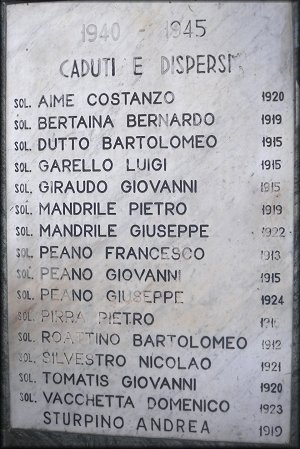 1940 - 1945
CADUTI E DISPERSI
SOL. AIME COSTANZO 1920
SOL. BERTAINA BERNARDO 1919
SOL. DUTTO BARTOLOMEO 1915
SOL. GARELLO LUIGI 1915
SOL. GIRAUDO GIOVANNI 1915
SOL. MANDRILE PIETRO 1919
SOL. MANDRILE GIUSEPPE 1922
SOL. PEANO FRANCESCO 1913
SOL. PEANO GIOVANNI 1915
SOL. PEANO GIUSEPPE 1924
SOL. PIRRA PIETRO
SOL. ROATTINO BARTOLOMEO 1912
SOL. SILVESTRO NICOLAO 1921
SOL. TOMATIS GIOVANNI 1920
SOL. VACCHETTA DOMENICO 1923
STURPINO ANDREA 1919